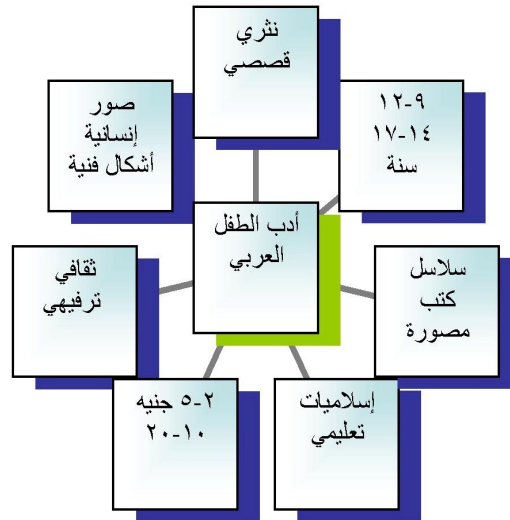 نثري
قصصي
٩-١٢
١٤-١٧
سنة
سلاسل
كتب
مصورة
إسلاميات
تعليمي
٢-٥ جنيه
١٠-٢٠
ثقافي
ترفيهي
صور
إنسانية
أشكال فنية
أدب الطفل
العربي